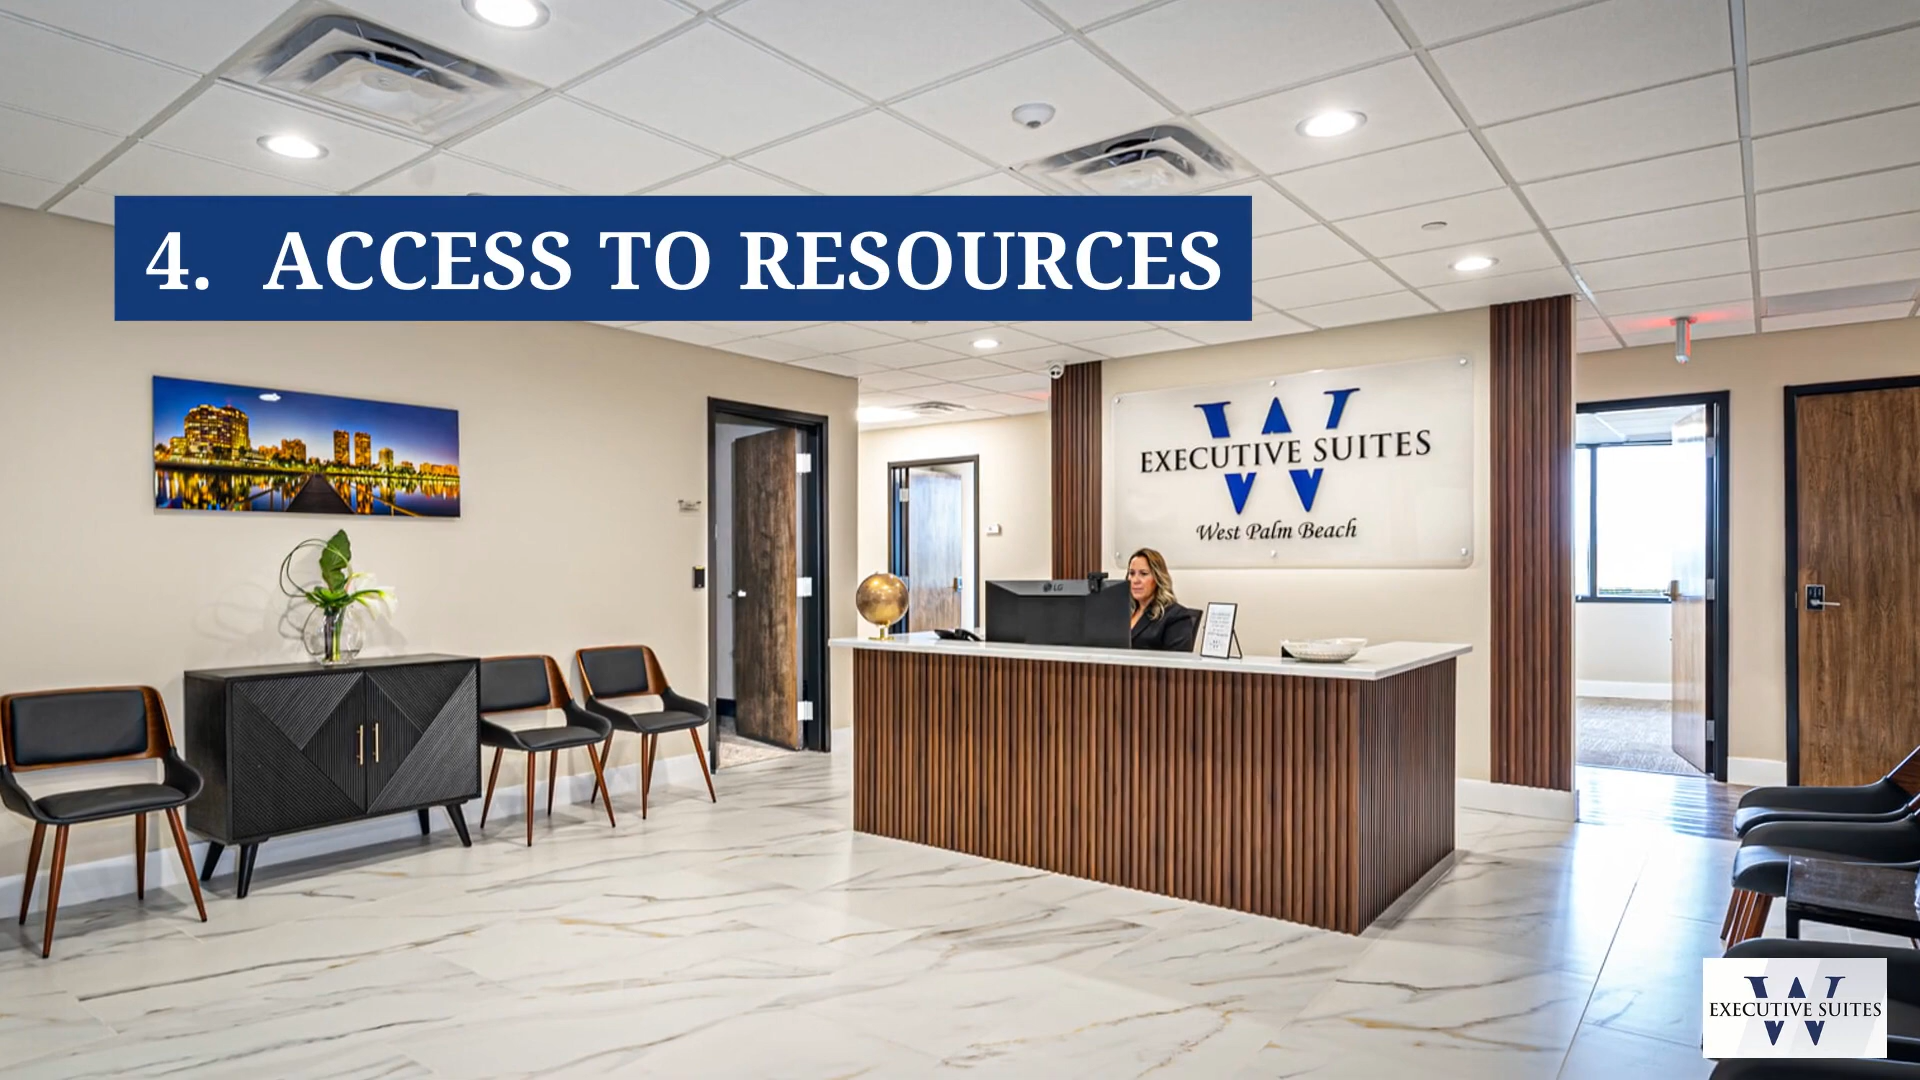 4. ACCESS TO RESOURCES
W
EXECUTIVE SUITES
West Palm Beach
LG
W
EXECUTIVE SUITES